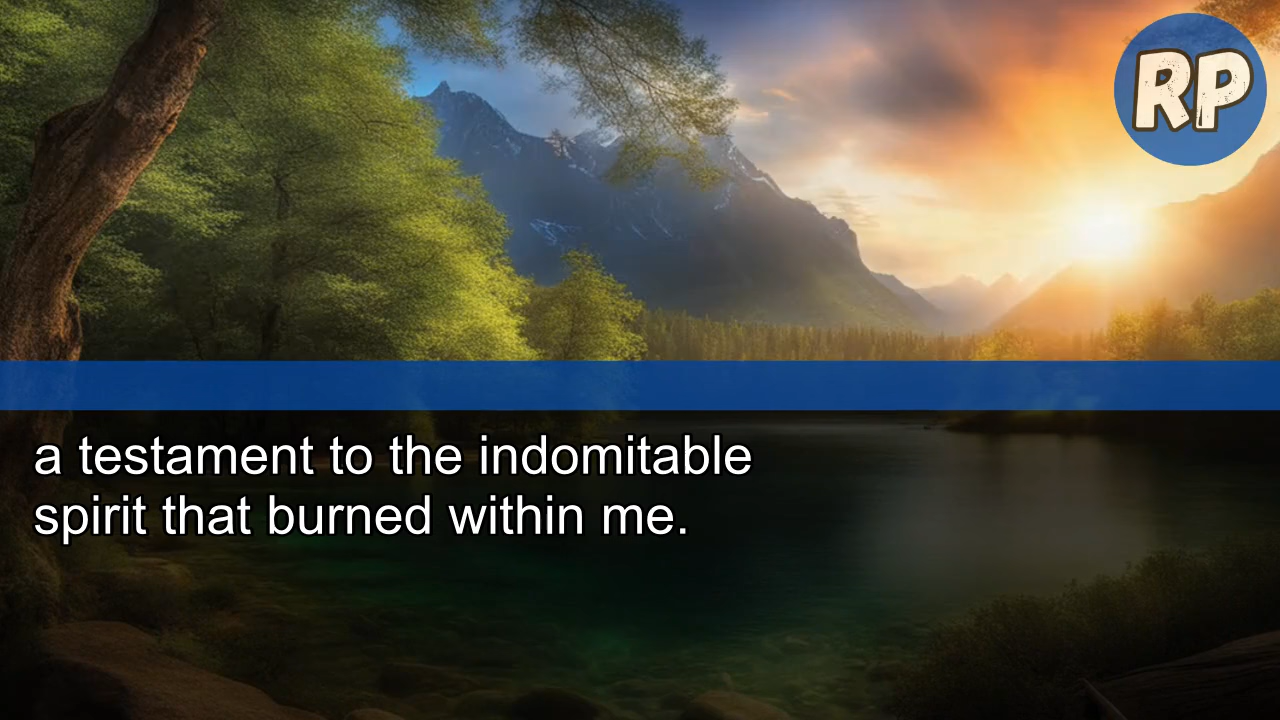 RP
a testament to the indomitable
spirit that burned within me.